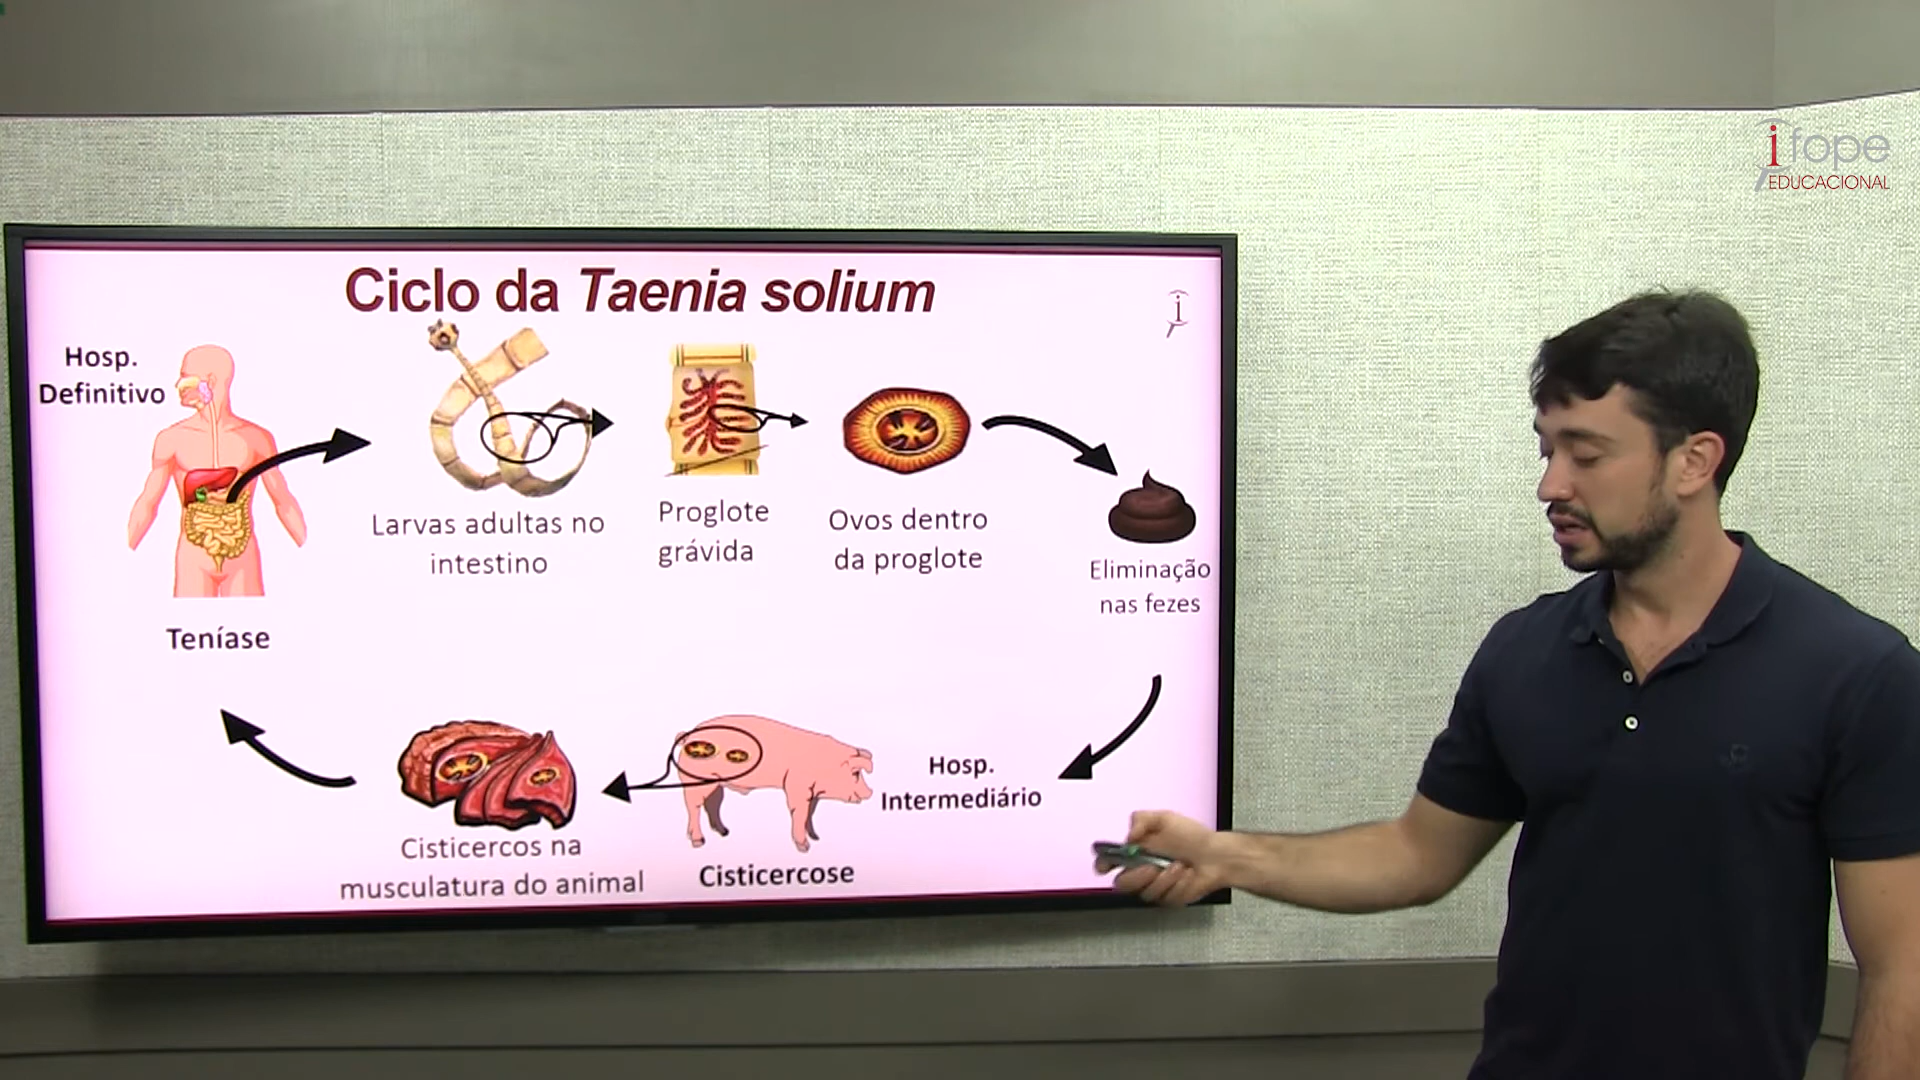 ifope
EDUCACIONAL
Ciclo da Taenia solium
i
Hosp.
Definitivo
Teníase
Larvas adultas no
intestino
Proglote
grávida
Ovos dentro
da proglote
Eliminação
nas fezes
Hosp.
Intermediário
Cisticercose
Cisticercos na
musculatura do animal